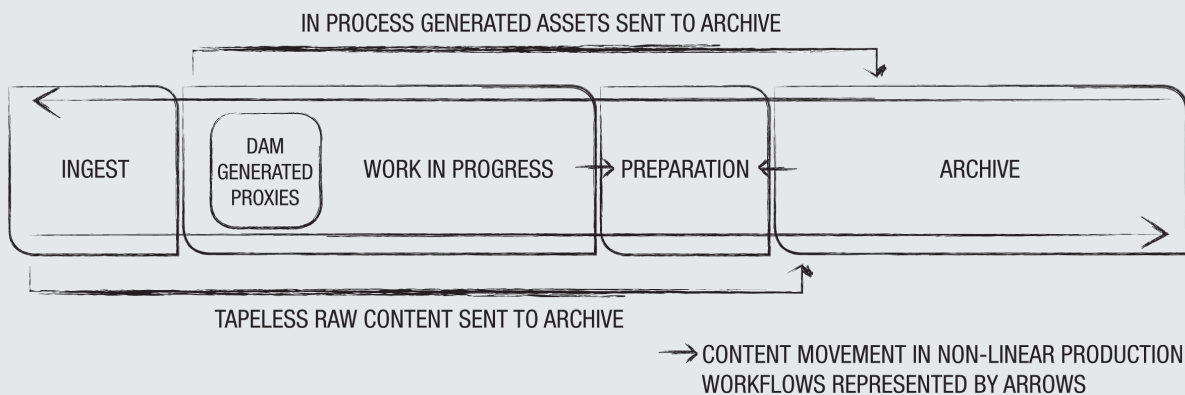 IN PROCESS GENERATED ASSETS SENT TO ARCHIVE
INGEST
DAM
GENERATED
PROXIES
WORK IN PROGRESS
PREPARATION
ARCHIVE
TAPELESS RAW CONTENT SENT TO ARCHIVE
CONTENT MOVEMENT IN NON-LINEAR PRODUCTION
WORKFLOWS REPRESENTED BY ARROWS